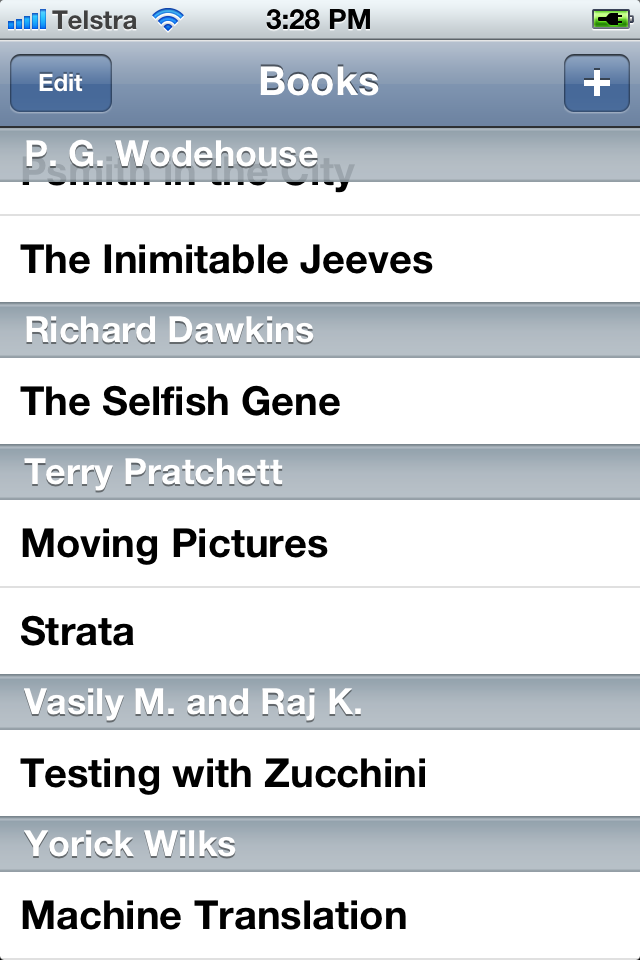 Telstra 3:28 PM
Edit Books +
P. G. Wodehouse
Psmith in the City
The Inimitable Jeeves
Richard Dawkins
The Selfish Gene
Terry Pratchett
Moving Pictures
Strata
Vasily M. and Raj K.
Testing with Zucchini
Yorick Wilks
Machine Translation